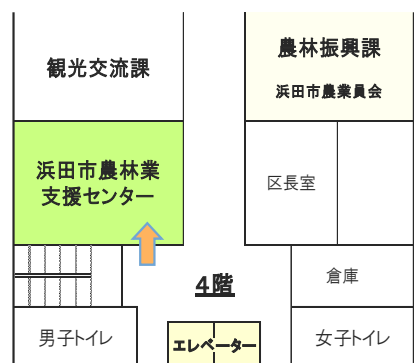 観光交流課
農林振興課
浜田市農業員会
浜田市農林業
支援センター
区長室
4階
倉庫
男子トイレ
エレベーター
女子トイレ